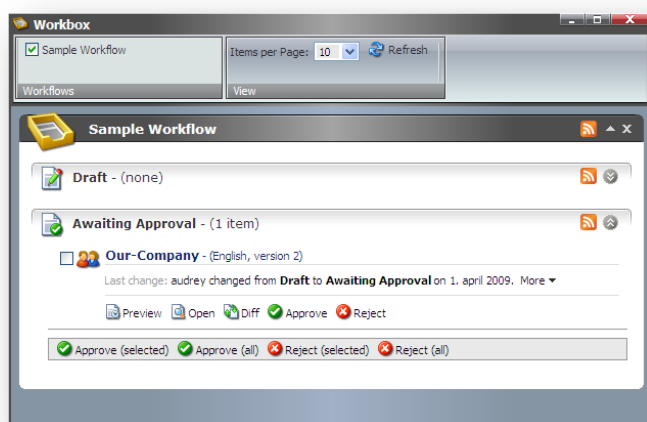 Workbox
Sample Workflow
Items per Page: 10 Refresh
Workflows
View
Sample Workflow
Draft - (none)
Awaiting Approval - (1 item)
Our-Company - (English, version 2)
Last change: audrey changed from Draft to Awaiting Approval on 1. april 2009. More
Preview Open Diff Approve Reject
Approve (selected) Approve (all) Reject (selected) Reject (all)